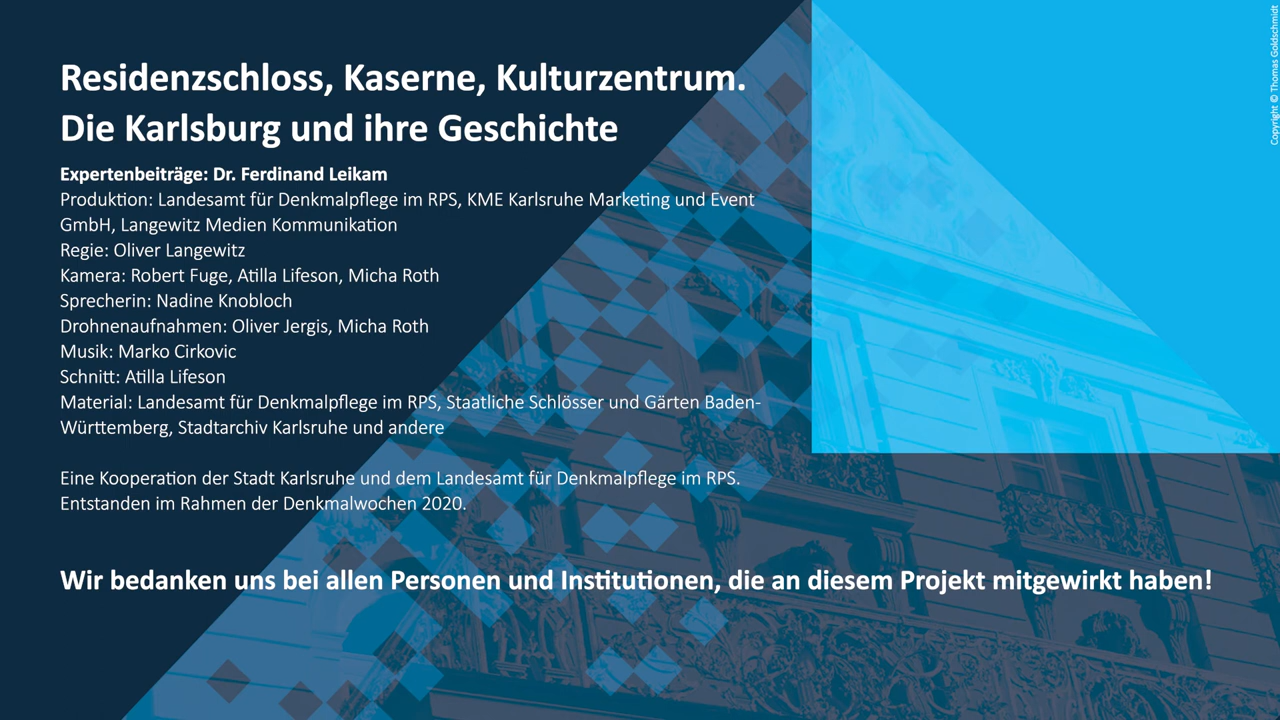 Residenzschloss, Kaserne, Kulturzentrum.
Die Karlsburg und ihre Geschichte
Expertenbeiträge: Dr. Ferdinand Leikam
Produktion: Landesamt für Denkmalpflege im RPS, KME Karlsruhe Marketing und Event
GmbH, Langewitz Medien Kommunikation
Regie: Oliver Langewitz
Kamera: Robert Fuge, Atilla Lifeson, Micha Roth
Sprecherin: Nadine Knobloch
Drohnenaufnahmen: Oliver Jergis, Micha Roth
Musik: Marko Cirkovic
Schnitt: Atilla Lifeson
Material: Landesamt für Denkmalpflege im RPS, Staatliche Schlösser und Gärten Baden-
Württemberg, Stadtarchiv Karlsruhe und andere
Eine Kooperation der Stadt Karlsruhe und dem Landesamt für Denkmalpflege im RPS.
Entstanden im Rahmen der Denkmalwochen 2020.
Wir bedanken uns bei allen Personen und Institutionen, die an diesem Projekt mitgewirkt haben!
Copyright © Thomas Goldschmidt